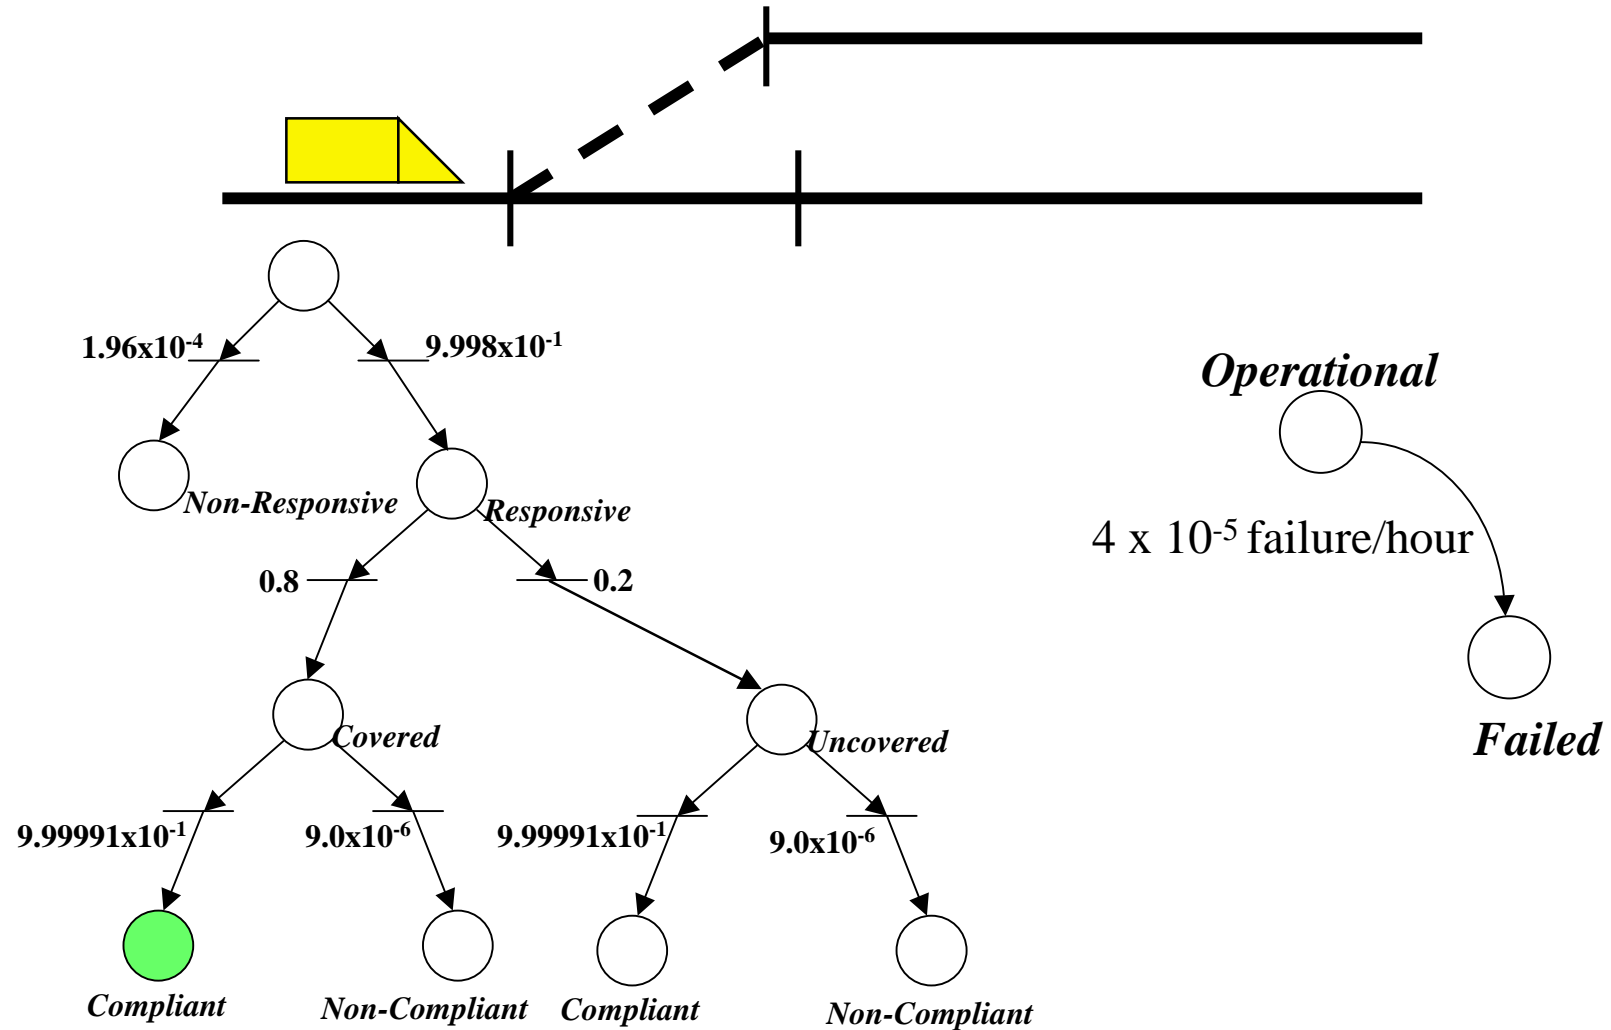 1.96x10⁻⁴
9.998x10⁻¹
Operational
Non-Responsive
Responsive
4 x 10⁻⁵ failure/hour
0.8
0.2
Covered
Uncovered
Failed
9.99991x10⁻¹
9.0x10⁻⁶
9.99991x10⁻¹
9.0x10⁻⁶
Compliant
Non-Compliant
Compliant
Non-Compliant